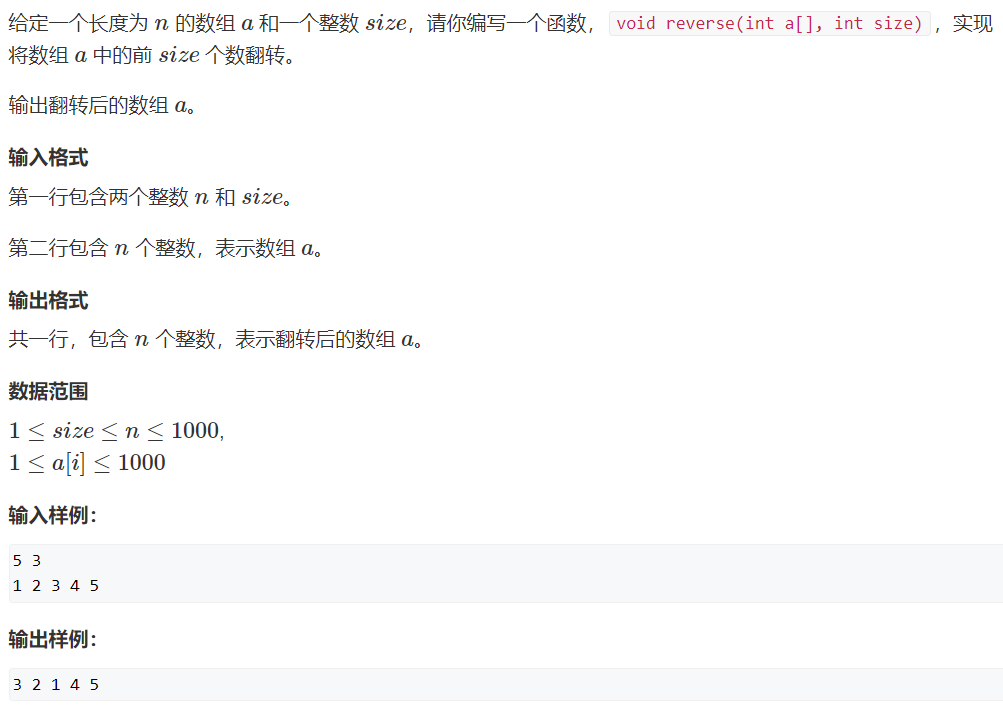 给定一个长度为 n 的数组 a 和一个整数 size，请你编写一个函数， void reverse(int a[], int size) ，实现
将数组 a 中的前 size 个数翻转。
输出翻转后的数组 a。
输入格式
第一行包含两个整数 n 和 size。
第二行包含 n 个整数，表示数组 a。
输出格式
共一行，包含 n 个整数，表示翻转后的数组 a。
数据范围
1 ≤ size ≤ n ≤ 1000,
1 ≤ a[i] ≤ 1000
输入样例：
5 3
1 2 3 4 5
输出样例：
3 2 1 4 5